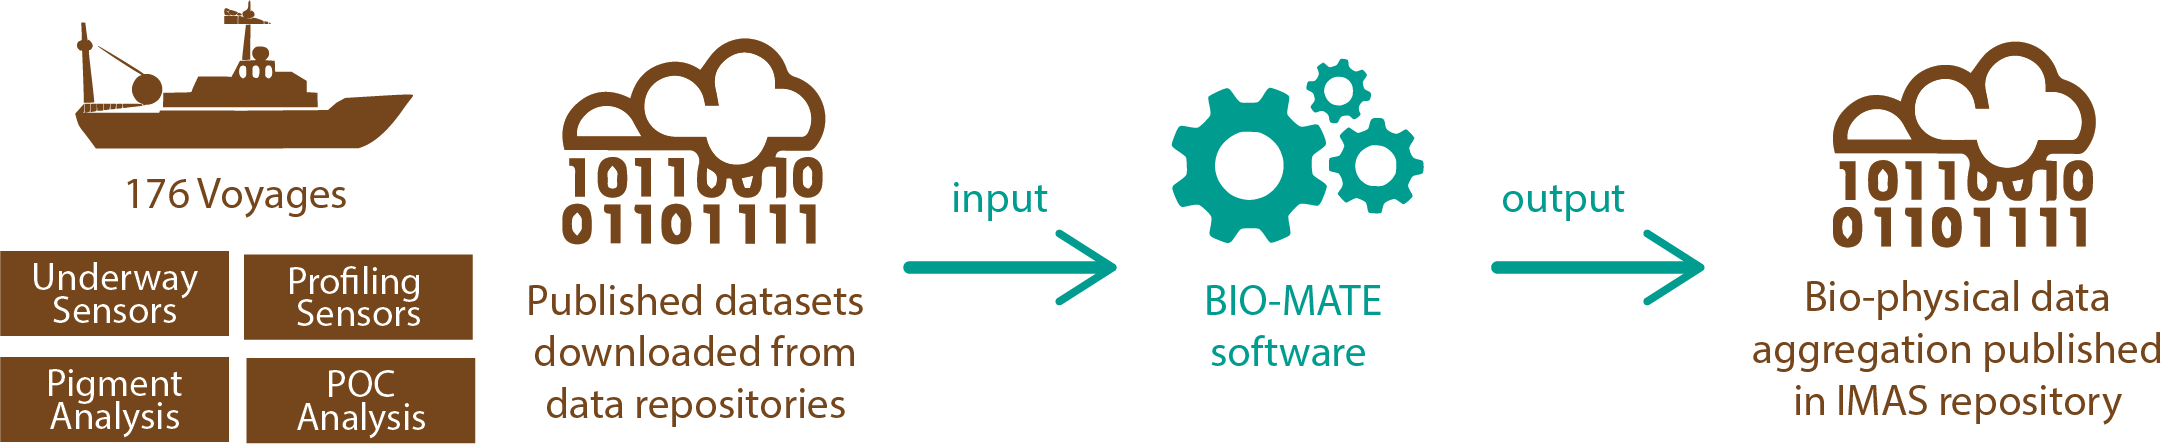 176 Voyages
Underway
Sensors
Profiling
Sensors
Pigment
Analysis
POC
Analysis
10110010
01101111
Published datasets
downloaded from
data repositories
input
BIO-MATE
software
output
10110010
01101111
Bio-physical data
aggregation published
in IMAS repository